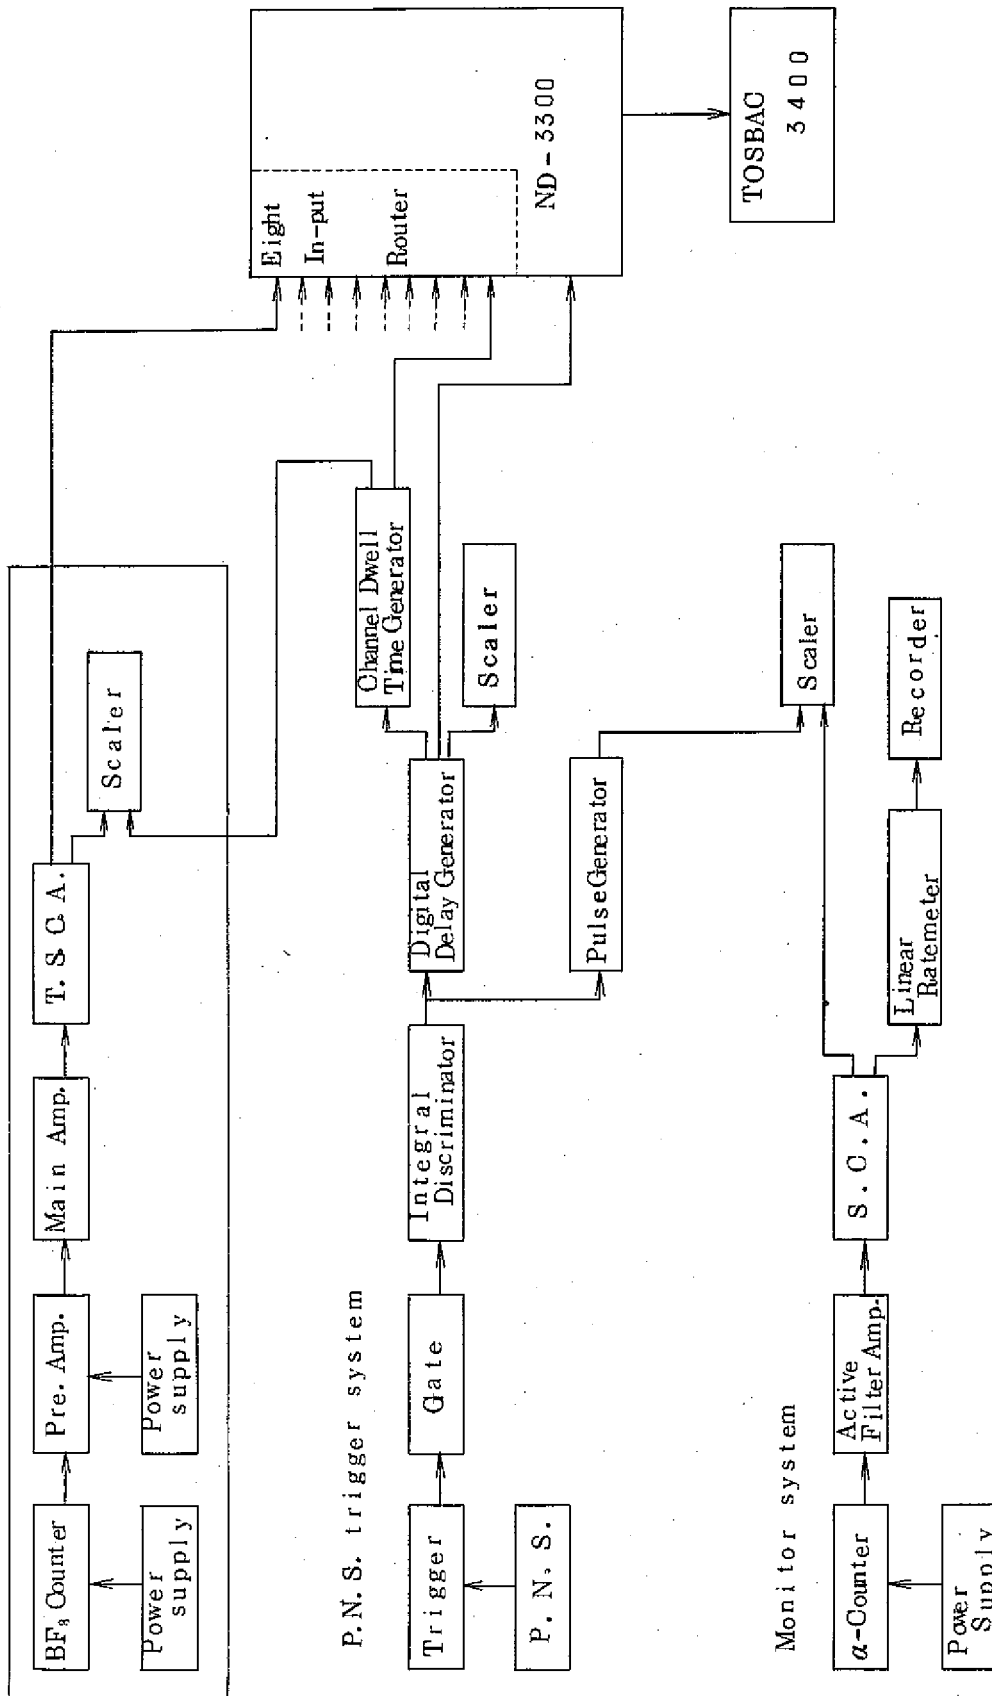 BF₃ Counter
Power
supply
Pre. Amp.
Power
supply
Main Amp.
T. S. C. A.
Scaler
P.N.S. trigger system
Trigger
P. N. S.
Gate
Integral
Discriminator
Digital
Delay Generator
Pulse Generator
Channel Dwell
Time Generator
Scaler
Scaler
Monitor system
α-Counter
Power
Supply
Active
Filter Amp.
S. C. A.
Linear
Ratemeter
Recorder
Eight
In-put
Router
ND-3300
TOSBAC
3400